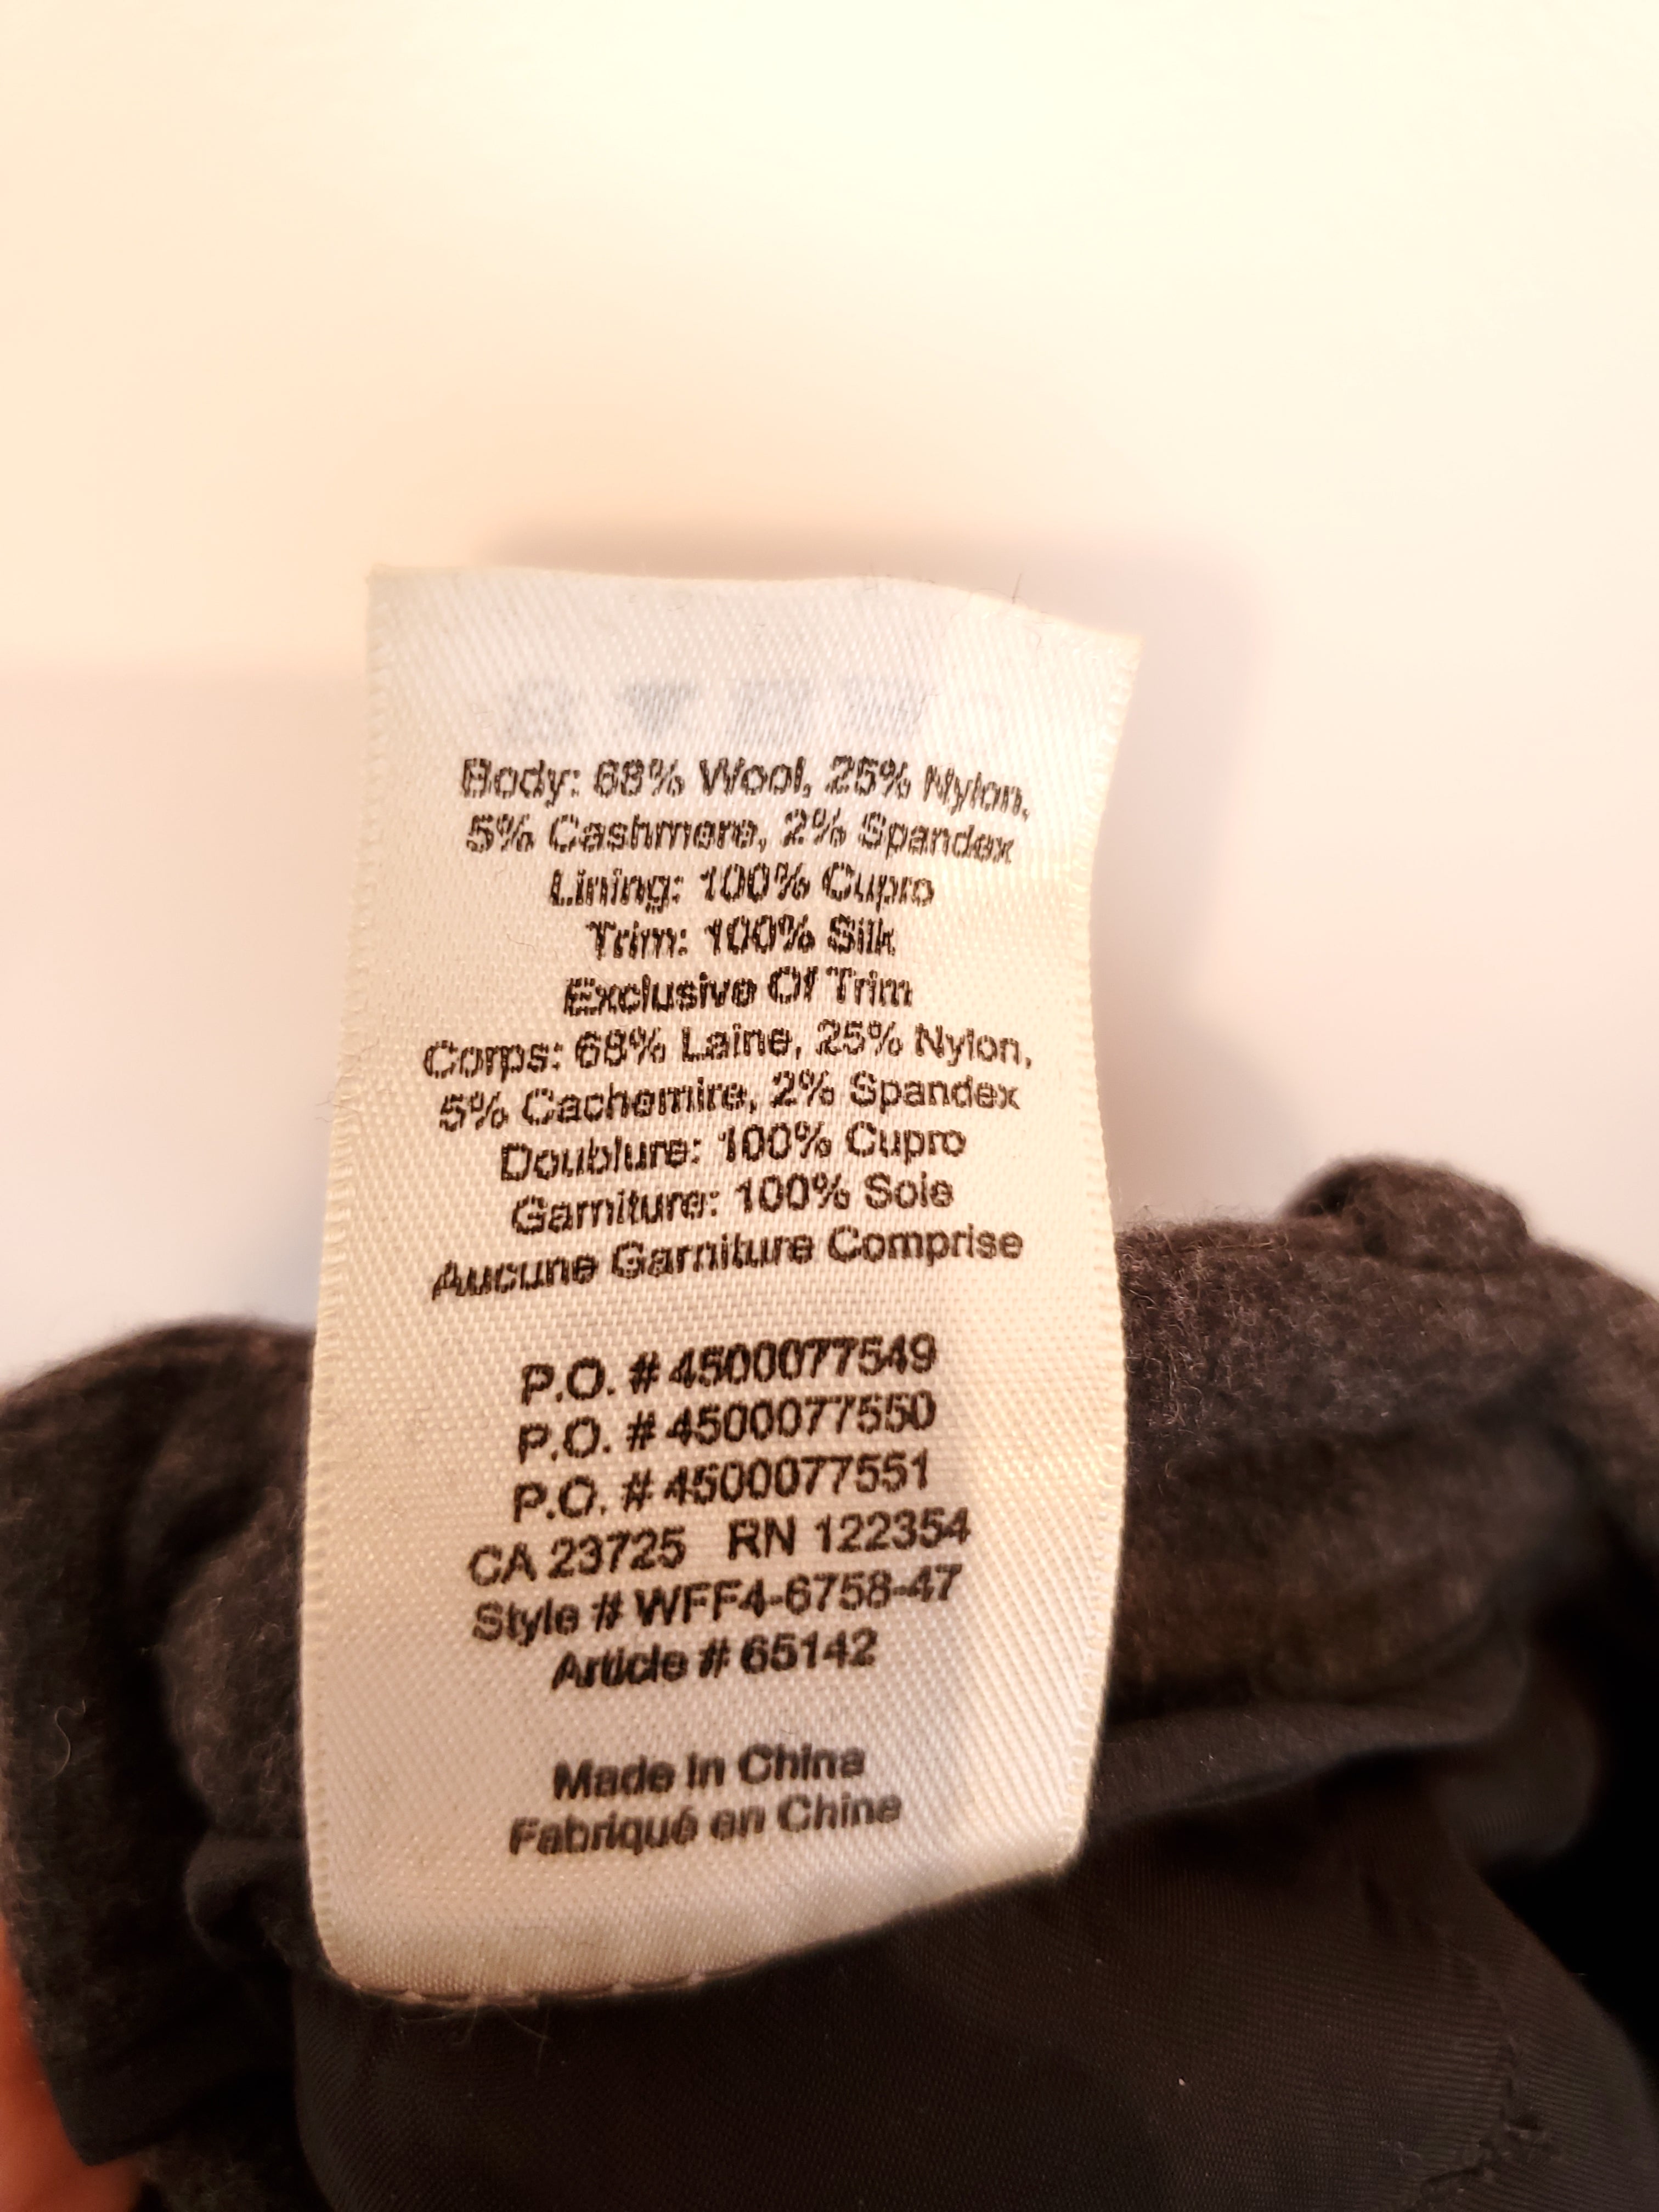 Body: 68% Wool, 25% Nylon,
5% Cashmere, 2% Spandex
Lining: 100% Cupro
Trim: 100% Silk
Exclusive Of Trim
Corps: 68% Laine, 25% Nylon,
5% Cachemire, 2% Spandex
Doublure: 100% Cupro
Garniture: 100% Soie
Aucune Garniture Comprise
P.O. # 4500077549
P.O. # 4500077550
P.O. # 4500077551
CA 23725 RN 122354
Style # WFF4-6758-47
Article # 65142
Made in China
Fabriqué en Chine